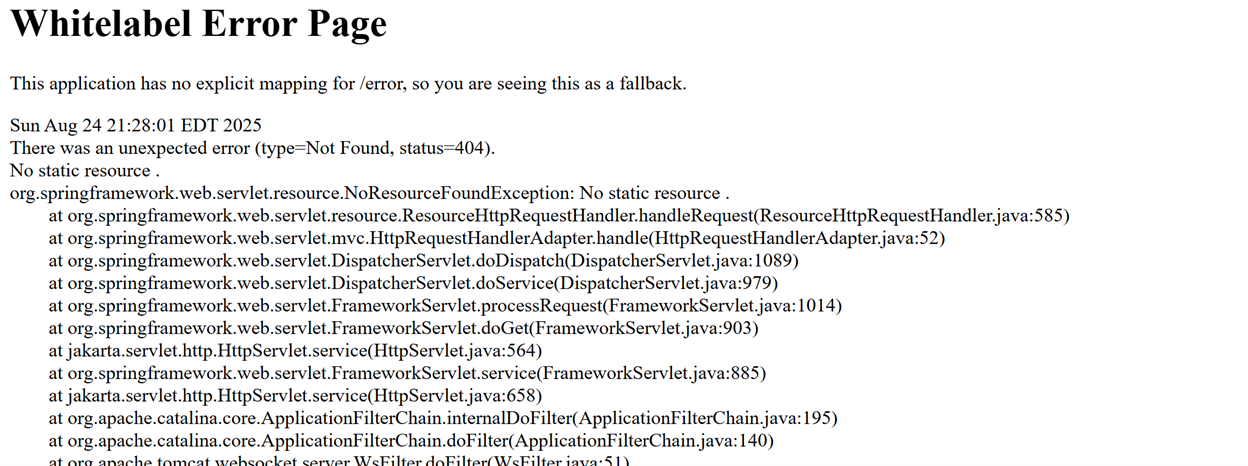 Whitelabel Error Page
This application has no explicit mapping for /error, so you are seeing this as a fallback.
Sun Aug 24 21:28:01 EDT 2025
There was an unexpected error (type=Not Found, status=404).
No static resource .
org.springframework.web.servlet.resource.NoResourceFoundException: No static resource .
at org.springframework.web.servlet.resource.ResourceHttpRequestHandler.handleRequest(ResourceHttpRequestHandler.java:585)
at org.springframework.web.servlet.mvc.HttpRequestHandlerAdapter.handle(HttpRequestHandlerAdapter.java:52)
at org.springframework.web.servlet.DispatcherServlet.doDispatch(DispatcherServlet.java:1089)
at org.springframework.web.servlet.DispatcherServlet.doService(DispatcherServlet.java:979)
at org.springframework.web.servlet.FrameworkServlet.processRequest(FrameworkServlet.java:1014)
at org.springframework.web.servlet.FrameworkServlet.doGet(FrameworkServlet.java:903)
at jakarta.servlet.http.HttpServlet.service(HttpServlet.java:564)
at org.springframework.web.servlet.FrameworkServlet.service(FrameworkServlet.java:885)
at jakarta.servlet.http.HttpServlet.service(HttpServlet.java:658)
at org.apache.catalina.core.ApplicationFilterChain.internalDoFilter(ApplicationFilterChain.java:195)
at org.apache.catalina.core.ApplicationFilterChain.doFilter(ApplicationFilterChain.java:140)
at org.apache.tomcat.websocket.server.WsFilter.doFilter(WsFilter.java:51)